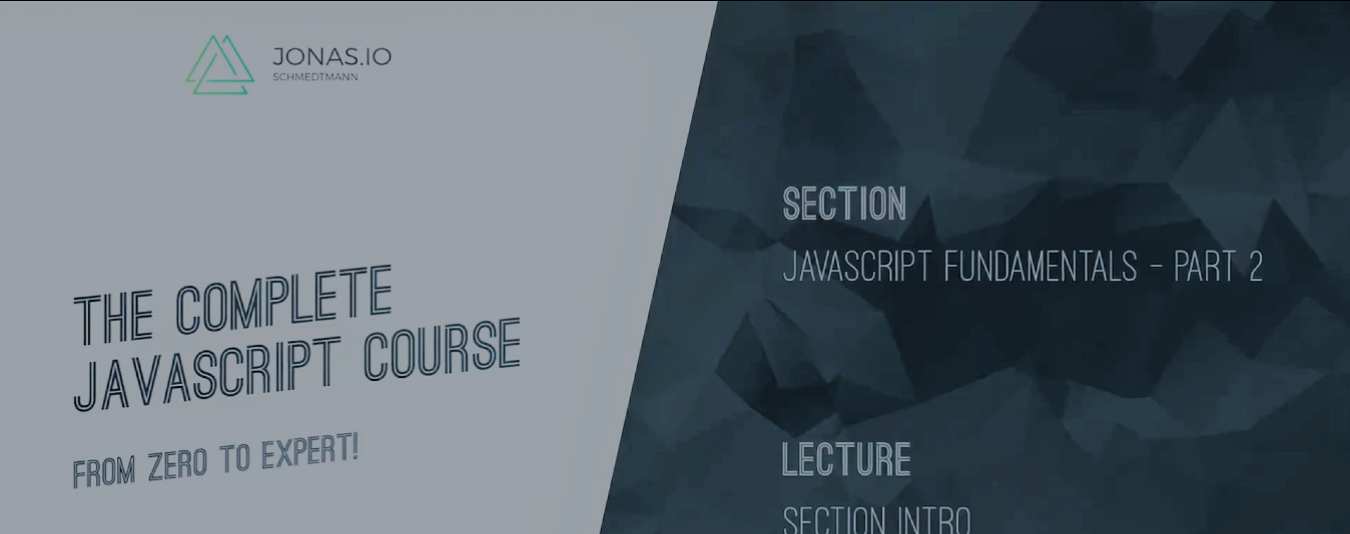 JONAS.IO
SCHMEDTMANN
THE COMPLETE
JAVASCRIPT COURSE
FROM ZERO TO EXPERT!
SECTION
JAVASCRIPT FUNDAMENTALS – PART 2
LECTURE
SECTION INTRO